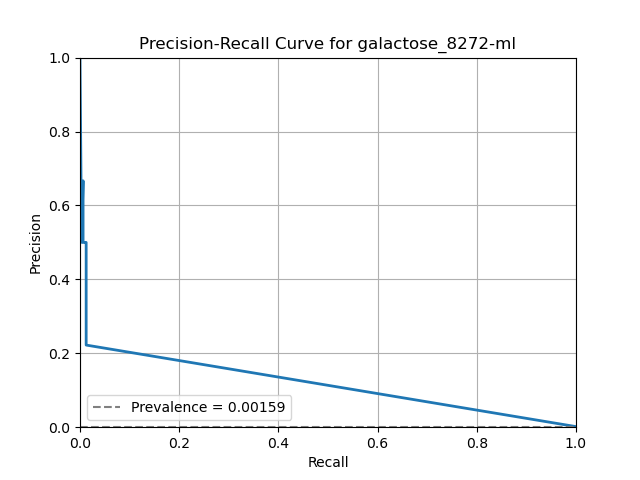 Precision-Recall Curve for galactose_8272-ml
1.0
0.8
0.6
0.4
0.2
0.0
Precision
Prevalence = 0.00159
0.0 0.2 0.4 0.6 0.8 1.0
Recall